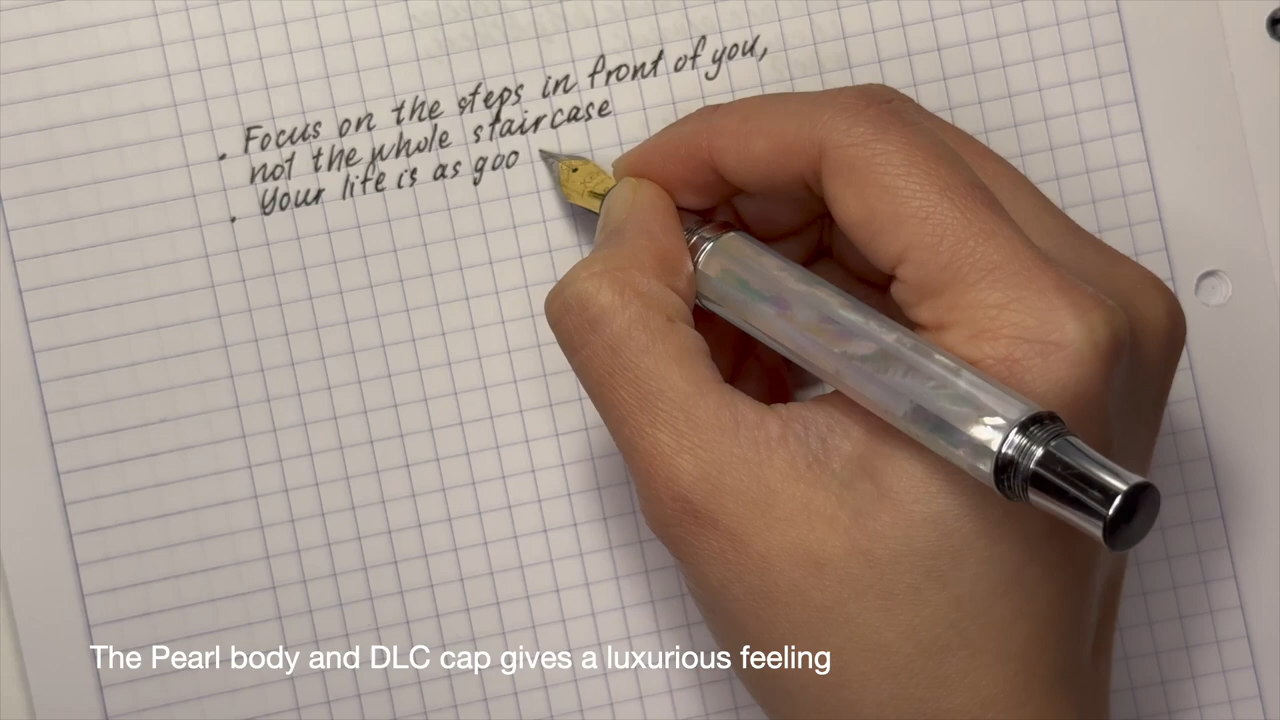 . Focus on the steps in front of you,
not the whole staircase
. Your life is as goo
The Pearl body and DLC cap gives a luxurious feeling